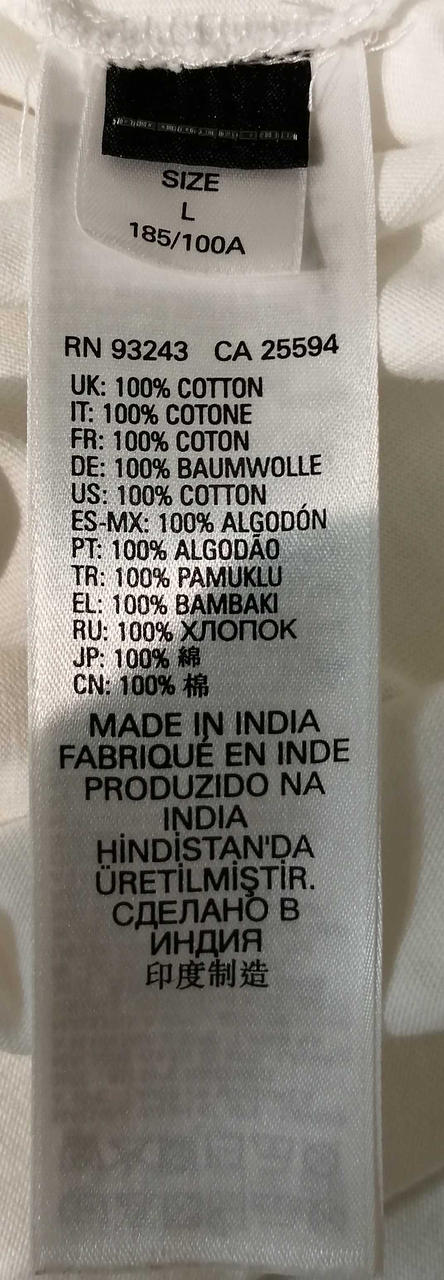 SIZE
L
185/100A
RN 93243 CA 25594
UK: 100% COTTON
IT: 100% COTONE
FR: 100% COTON
DE: 100% BAUMWOLLE
US: 100% COTTON
ES-MX: 100% ALGODÓN
PT: 100% ALGODÃO
TR: 100% PAMUKLU
EL: 100% BAMBAKI
RU: 100% ХЛОПОК
JP: 100% 綿
CN: 100% 棉
MADE IN INDIA
FABRIQUÉ EN INDE
PRODUZIDO NA
INDIA
HİNDİSTAN'DA
ÜRETİLMİŞTİR.
СДЕЛАНО В
ИНДИЯ
印度制造